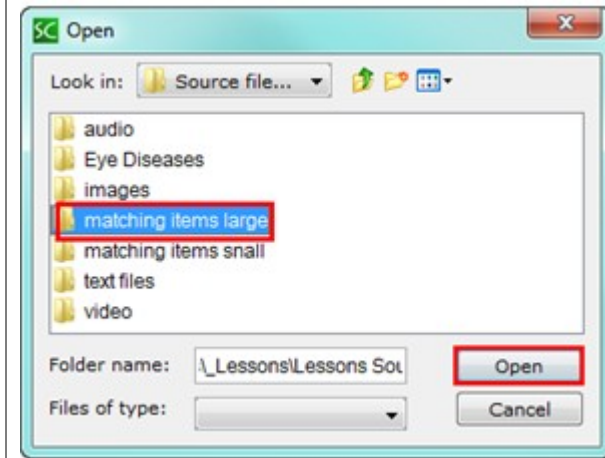 SC Open
Look in: Source file...
audio
Eye Diseases
images
matching items large
matching items snall
text files
video
Folder name: \_Lessons\Lessons Sou Open
Files of type: Cancel